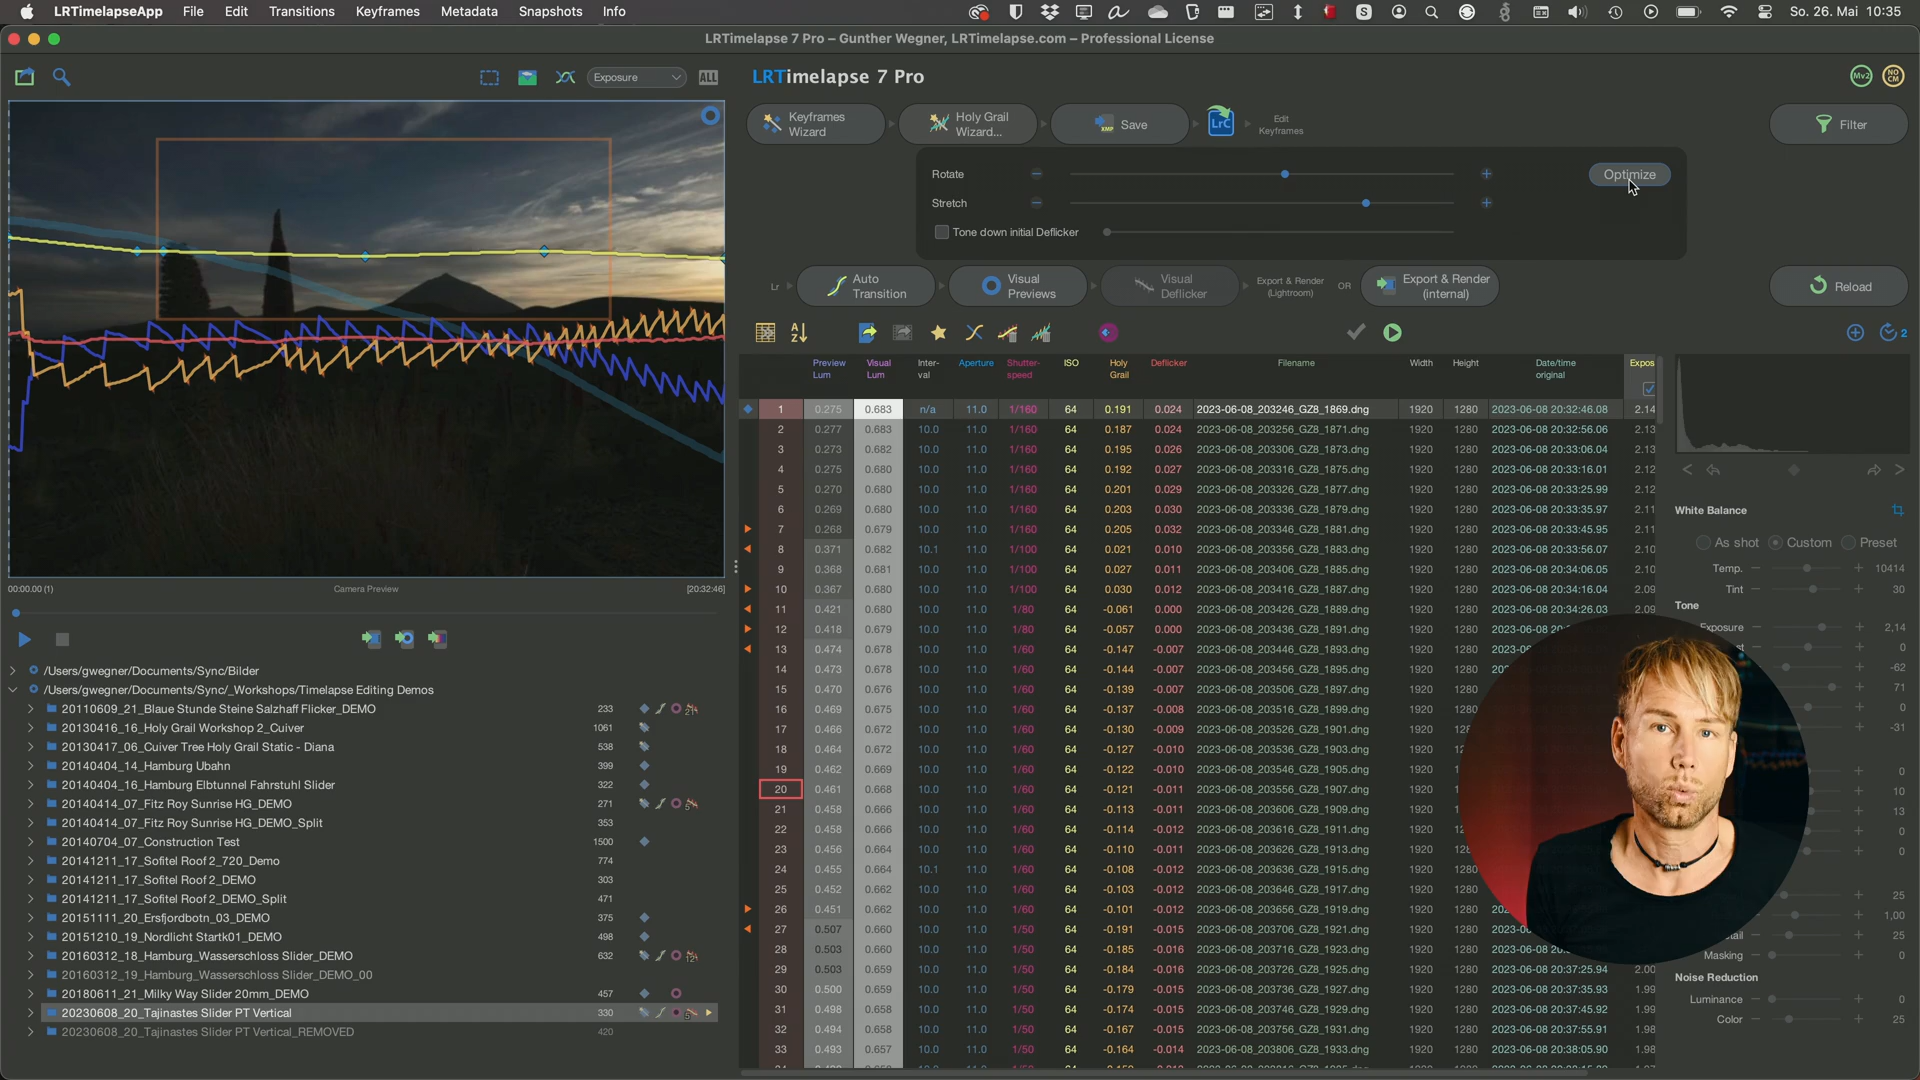 LRTimelapseApp File Edit Transitions Keyframes Metadata Snapshots Info So. 26. Mai 10:35
LRTimelapse 7 Pro – Gunther Wegner, LRTimelapse.com – Professional License
Exposure ALL
LRTimelapse 7 Pro
Mv2 NO CM
Keyframes Wizard
Holy Grail Wizard...
XMP Save
LrC
Edit Keyframes
Filter
Rotate
Optimize
Stretch
Tone down initial Deflicker
Lr
Auto Transition
Visual Previews
Visual Deflicker
Export & Render (Lightroom)
OR
Export & Render (internal)
Reload
2
Preview Lum Visual Lum Inter-val Aperture Shutter-speed ISO Holy Grail Deflicker Filename Width Height Date/time original Expos
1 0.275 0.683 n/a 11.0 1/160 64 0.191 0.024 2023-06-08_203246_GZ8_1869.dng 1920 1280 2023-06-08 20:32:46.08 2.14
2 0.277 0.683 10.0 11.0 1/160 64 0.187 0.024 2023-06-08_203256_GZ8_1871.dng 1920 1280 2023-06-08 20:32:56.06 2.13
3 0.273 0.682 10.0 11.0 1/160 64 0.195 0.026 2023-06-08_203306_GZ8_1873.dng 1920 1280 2023-06-08 20:33:06.04 2.13
4 0.275 0.680 10.0 11.0 1/160 64 0.192 0.027 2023-06-08_203316_GZ8_1875.dng 1920 1280 2023-06-08 20:33:16.01 2.12
5 0.270 0.680 10.0 11.0 1/160 64 0.201 0.029 2023-06-08_203326_GZ8_1877.dng 1920 1280 2023-06-08 20:33:25.99 2.12
6 0.269 0.680 10.0 11.0 1/160 64 0.203 0.030 2023-06-08_203336_GZ8_1879.dng 1920 1280 2023-06-08 20:33:35.97 2.11
7 0.268 0.679 10.0 11.0 1/160 64 0.205 0.032 2023-06-08_203346_GZ8_1881.dng 1920 1280 2023-06-08 20:33:45.95 2.11
8 0.371 0.682 10.1 11.0 1/100 64 0.021 0.010 2023-06-08_203356_GZ8_1883.dng 1920 1280 2023-06-08 20:33:56.07 2.10
9 0.368 0.681 10.0 11.0 1/100 64 0.027 0.011 2023-06-08_203406_GZ8_1885.dng 1920 1280 2023-06-08 20:34:06.05 2.10
10 0.367 0.680 10.0 11.0 1/100 64 0.030 0.012 2023-06-08_203416_GZ8_1887.dng 1920 1280 2023-06-08 20:34:16.04 2.09
11 0.421 0.680 10.0 11.0 1/80 64 -0.061 0.000 2023-06-08_203426_GZ8_1889.dng 1920 1280 2023-06-08 20:34:26.03 2.09
12 0.418 0.679 10.0 11.0 1/80 64 -0.057 0.000 2023-06-08_203436_GZ8_1891.dng 1920 1280 2023-06-08
13 0.474 0.678 10.0 11.0 1/60 64 -0.147 -0.007 2023-06-08_203446_GZ8_1893.dng 1920 1280 2023-06-08
14 0.473 0.678 10.0 11.0 1/60 64 -0.144 -0.007 2023-06-08_203456_GZ8_1895.dng 1920 1280
15 0.470 0.676 10.0 11.0 1/60 64 -0.139 -0.007 2023-06-08_203506_GZ8_1897.dng 1920 1280
16 0.469 0.675 10.0 11.0 1/60 64 -0.137 -0.008 2023-06-08_203516_GZ8_1899.dng 1920 1280
17 0.466 0.672 10.0 11.0 1/60 64 -0.130 -0.009 2023-06-08_203526_GZ8_1901.dng 1920 1280
18 0.464 0.672 10.0 11.0 1/60 64 -0.127 -0.010 2023-06-08_203536_GZ8_1903.dng 1920
19 0.462 0.669 10.0 11.0 1/60 64 -0.122 -0.010 2023-06-08_203546_GZ8_1905.dng 1920
20 0.461 0.668 10.0 11.0 1/60 64 -0.121 -0.011 2023-06-08_203556_GZ8_1907.dng 1920
21 0.458 0.666 10.0 11.0 1/60 64 -0.113 -0.011 2023-06-08_203606_GZ8_1909.dng 1920
22 0.458 0.666 10.0 11.0 1/60 64 -0.114 -0.012 2023-06-08_203616_GZ8_1911.dng 1920
23 0.456 0.664 10.0 11.0 1/60 64 -0.110 -0.011 2023-06-08_203626_GZ8_1913.dng 1920
24 0.455 0.664 10.1 11.0 1/60 64 -0.108 -0.012 2023-06-08_203636_GZ8_1915.dng 1920
25 0.452 0.662 10.0 11.0 1/60 64 -0.103 -0.012 2023-06-08_203646_GZ8_1917.dng 1920 1280
26 0.451 0.662 10.0 11.0 1/60 64 -0.101 -0.012 2023-06-08_203656_GZ8_1919.dng 1920 1280
27 0.507 0.660 10.0 11.0 1/50 64 -0.191 -0.015 2023-06-08_203706_GZ8_1921.dng 1920 1280
28 0.503 0.660 10.0 11.0 1/50 64 -0.185 -0.016 2023-06-08_203716_GZ8_1923.dng 1920 1280
29 0.503 0.659 10.0 11.0 1/50 64 -0.184 -0.016 2023-06-08_203726_GZ8_1925.dng 1920 1280 2023-06-08 20:37:25.94 2.00
30 0.500 0.659 10.0 11.0 1/50 64 -0.179 -0.015 2023-06-08_203736_GZ8_1927.dng 1920 1280 2023-06-08 20:37:35.93 1.99
31 0.498 0.658 10.0 11.0 1/50 64 -0.174 -0.015 2023-06-08_203746_GZ8_1929.dng 1920 1280 2023-06-08 20:37:45.92 1.99
32 0.494 0.658 10.0 11.0 1/50 64 -0.167 -0.015 2023-06-08_203756_GZ8_1931.dng 1920 1280 2023-06-08 20:37:55.91 1.98
33 0.493 0.657 10.0 11.0 1/50 64 -0.164 -0.014 2023-06-08_203806_GZ8_1933.dng 1920 1280 2023-06-08 20:38:05.90 1.98
White Balance
As shot Custom Preset
Temp. 10414
Tint 30
Tone
Exposure 2,14
0
-62
71
0
-31
0
10
13
0
0
25
1,00
25
Masking 0
Noise Reduction
Luminance 0
Color 25
00:00.00 (1) Camera Preview [20:32:46]
/Users/gwegner/Documents/Sync/Bilder
/Users/gwegner/Documents/Sync/_Workshops/Timelapse Editing Demos
20110609_21_Blaue Stunde Steine Salzhaff Flicker_DEMO 233
20130416_16_Holy Grail Workshop 2_Cuiver 1061
20130417_06_Cuiver Tree Holy Grail Static - Diana 538
20140404_14_Hamburg Ubahn 399
20140404_16_Hamburg Elbtunnel Fahrstuhl Slider 322
20140414_07_Fitz Roy Sunrise HG_DEMO 271
20140414_07_Fitz Roy Sunrise HG_DEMO_Split 353
20140704_07_Construction Test 1500
20141211_17_Sofitel Roof 2_720_Demo 774
20141211_17_Sofitel Roof 2_DEMO 303
20141211_17_Sofitel Roof 2_DEMO_Split 471
20151111_20_Ersfjordbotn_03_DEMO 375
20151210_19_Nordlicht Startk01_DEMO 498
20160312_18_Hamburg_Wasserschloss Slider_DEMO 632
20160312_19_Hamburg_Wasserschloss Slider_DEMO_00
20180611_21_Milky Way Slider 20mm_DEMO 457
20230608_20_Tajinastes Slider PT Vertical 330
20230608_20_Tajinastes Slider PT Vertical_REMOVED 420